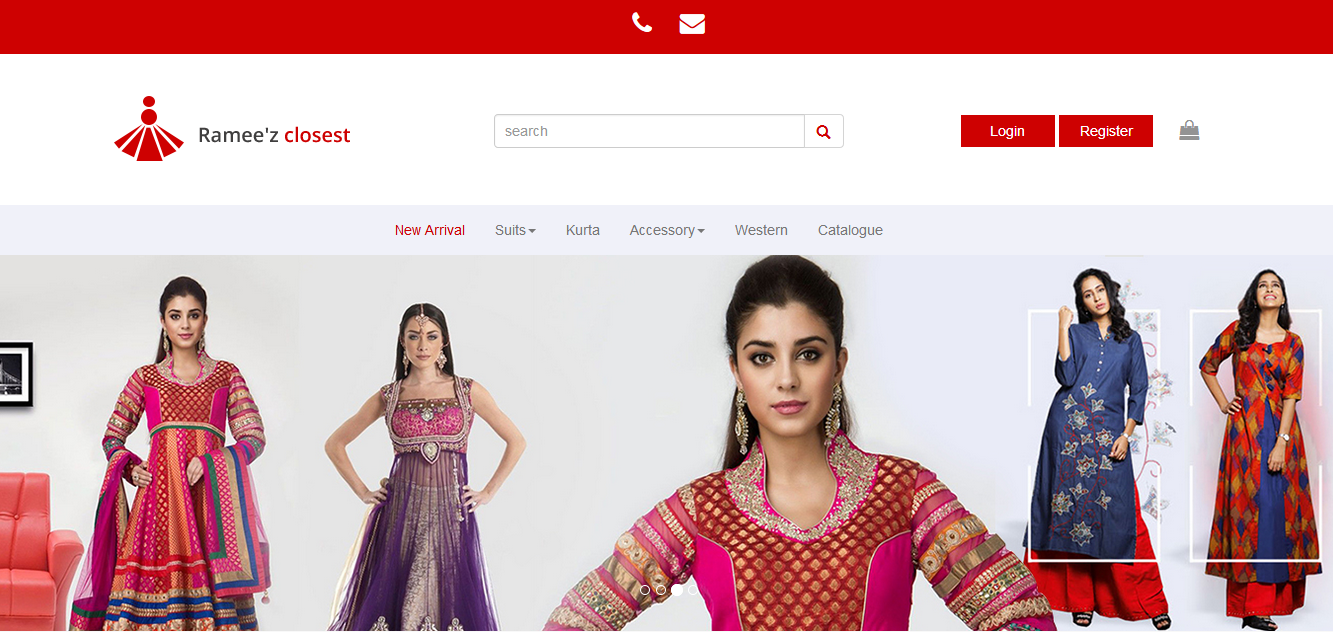 Ramee'z closest
search
Login
Register
New Arrival
Suits
Kurta
Accessory
Western
Catalogue